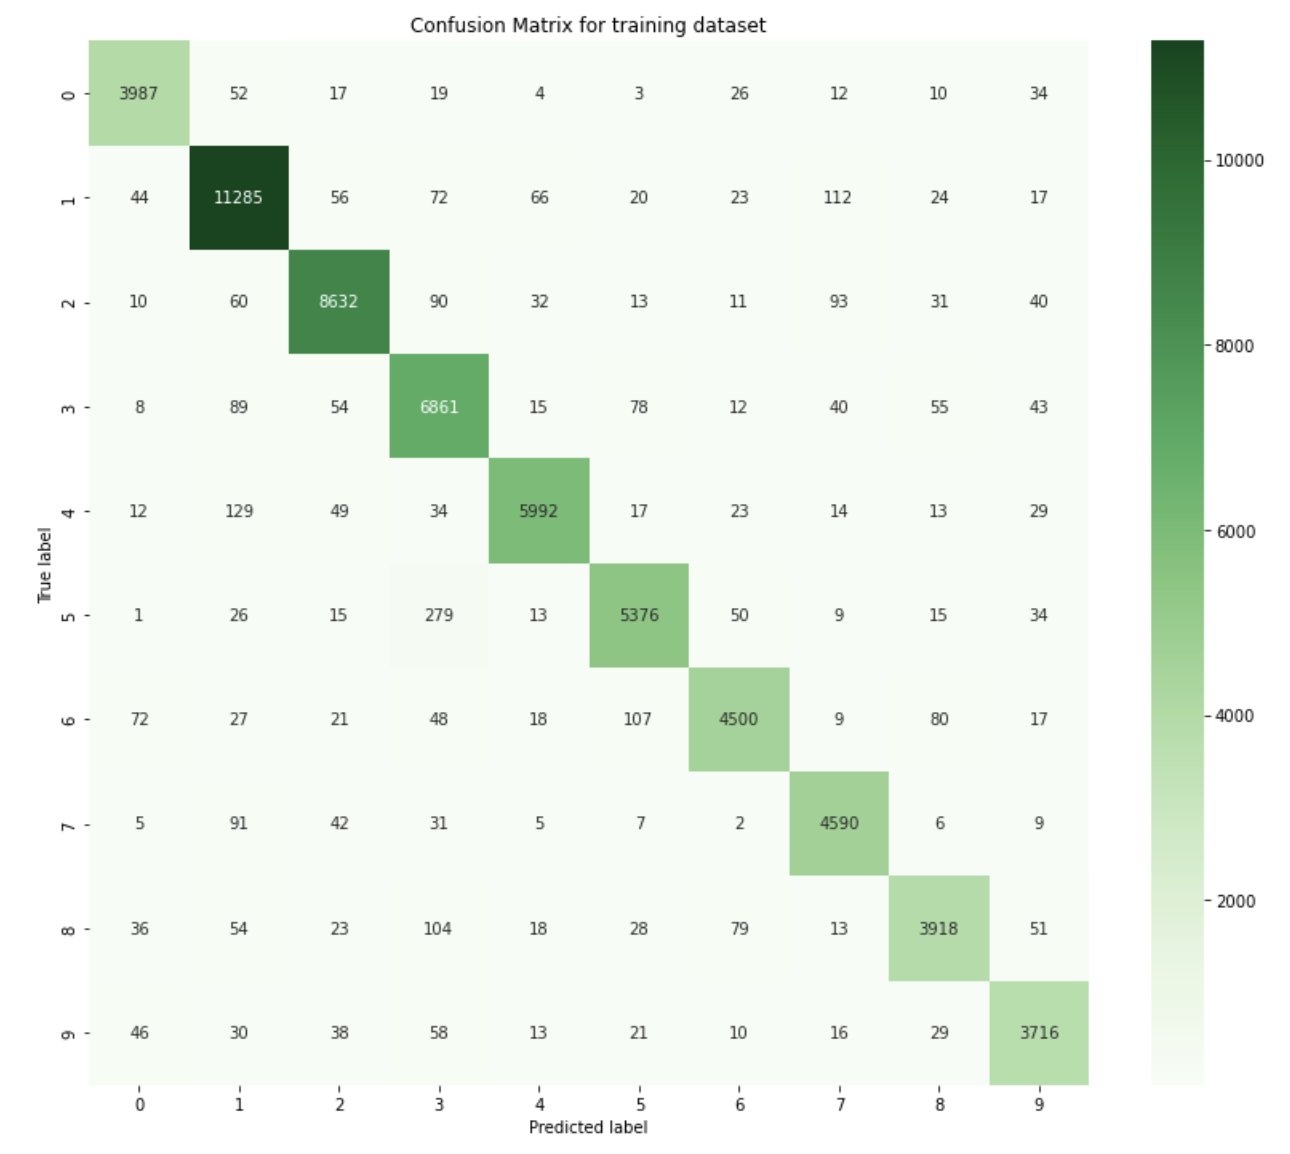 Confusion Matrix for training dataset
0 3987 52 17 19 4 3 26 12 10 34
1 44 11285 56 72 66 20 23 112 24 17
2 10 60 8632 90 32 13 11 93 31 40
3 8 89 54 6861 15 78 12 40 55 43
4 12 129 49 34 5992 17 23 14 13 29
5 1 26 15 279 13 5376 50 9 15 34
6 72 27 21 48 18 107 4500 9 80 17
7 5 91 42 31 5 7 2 4590 6 9
8 36 54 23 104 18 28 79 13 3918 51
9 46 30 38 58 13 21 10 16 29 3716
0 1 2 3 4 5 6 7 8 9
Predicted label
True label
10000
8000
6000
4000
2000